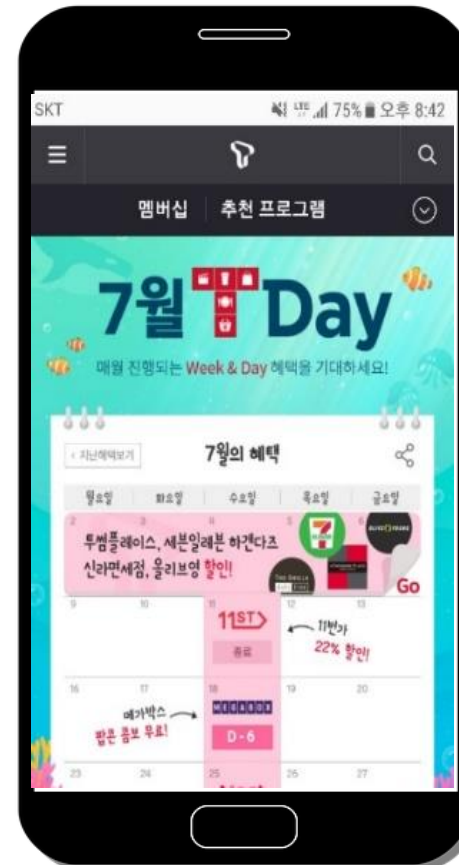 SKT LTE 75% 오후 8:42
멤버십 추천 프로그램
7월 T Day
매월 진행되는 Week & Day 혜택을 기대하세요!
< 지난혜택보기 7월의 혜택
월요일 화요일 수요일 목요일 금요일
2 3 4 5 6
투썸플레이스, 세븐일레븐 하겐다즈
신라면세점, 올리브영 할인!
OLIVE YOUNG
Go
9 10 11 12 13
11ST
11번가
22% 할인!
종료
16 17 18 19 20
메가박스
팝콘 콤보 무료!
MEGABOX
D-6
23 24 25 26 27